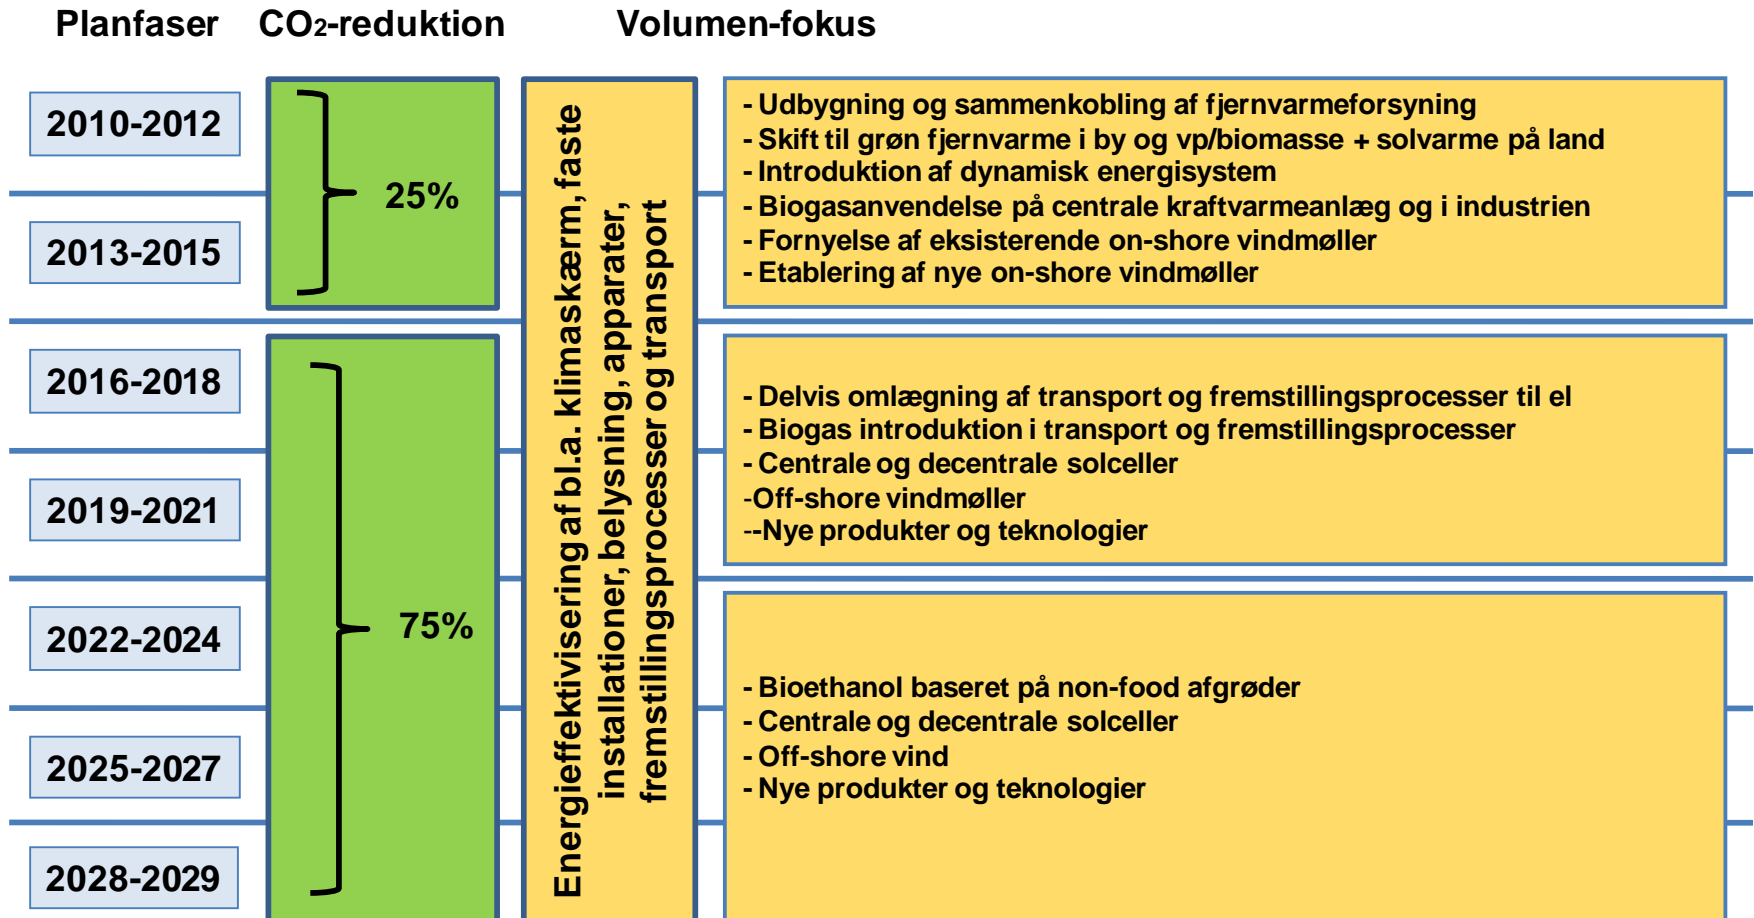 Planfaser CO2-reduktion Volumen-fokus
2010-2012
2013-2015
2016-2018
2019-2021
2022-2024
2025-2027
2028-2029
25%
75%
Energieffektivisering af bl.a. klimaskærm, faste
installationer, belysning, apparater,
fremstillingsprocesser og transport
- Udbygning og sammenkobling af fjernvarmeforsyning
- Skift til grøn fjernvarme i by og vp/biomasse + solvarme på land
- Introduktion af dynamisk energisystem
- Biogasanvendelse på centrale kraftvarmeanlæg og i industrien
- Fornyelse af eksisterende on-shore vindmøller
- Etablering af nye on-shore vindmøller
- Delvis omlægning af transport og fremstillingsprocesser til el
- Biogas introduktion i transport og fremstillingsprocesser
- Centrale og decentrale solceller
-Off-shore vindmøller
--Nye produkter og teknologier
- Bioethanol baseret på non-food afgrøder
- Centrale og decentrale solceller
- Off-shore vind
- Nye produkter og teknologier